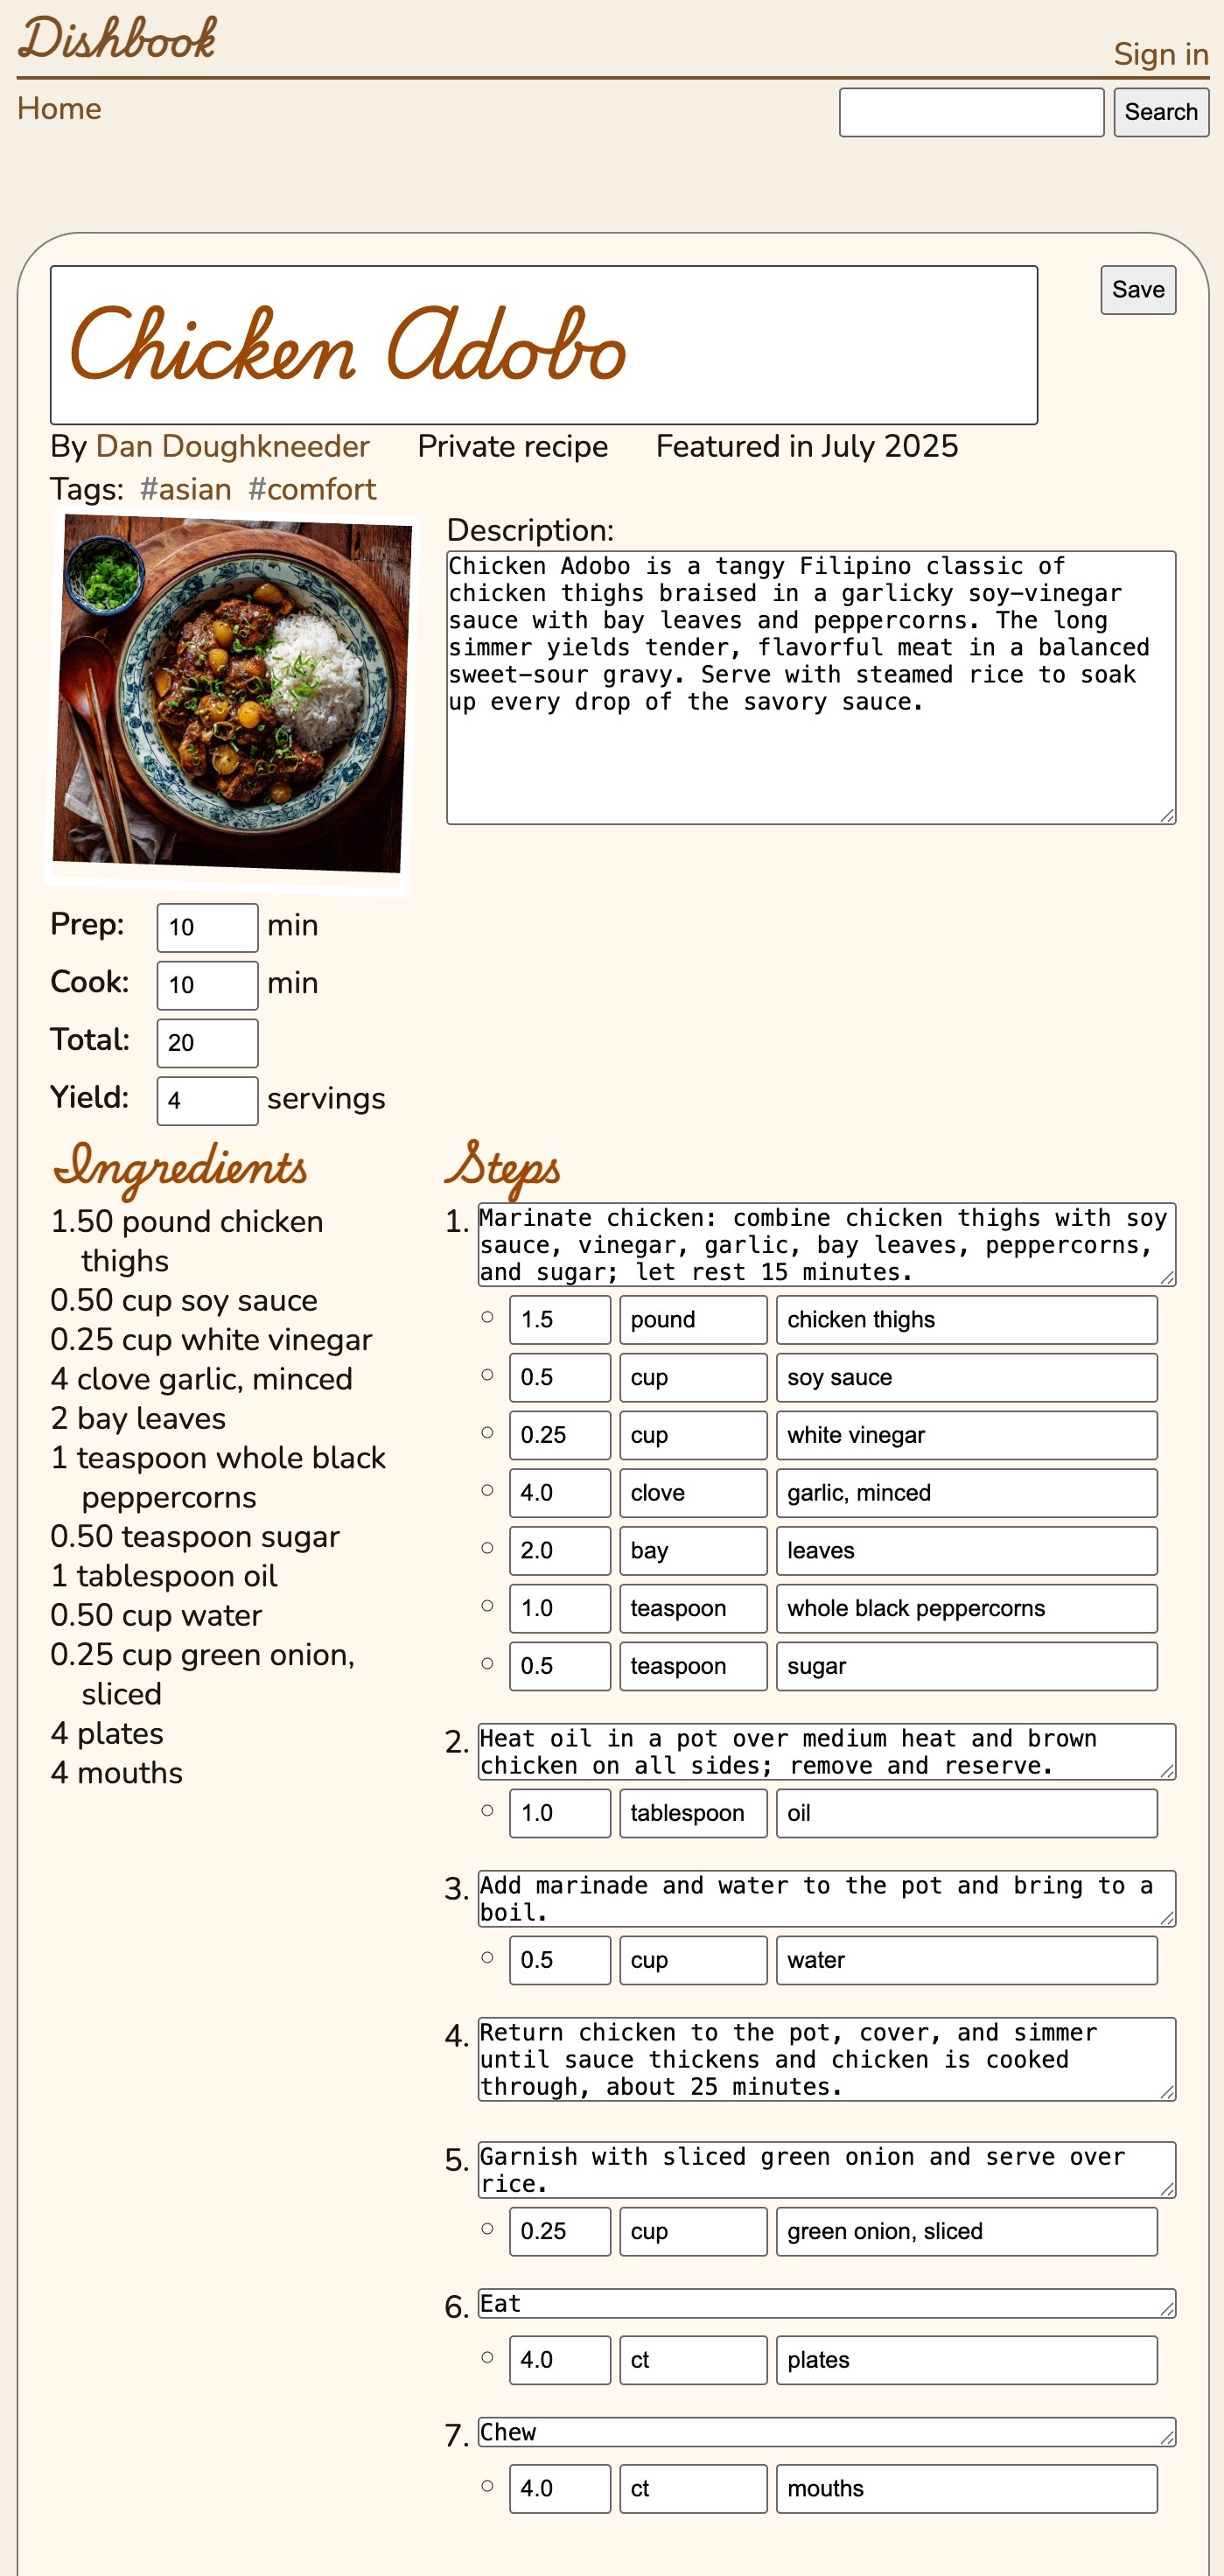 Dishbook
Sign in
Home
Search
Chicken Adobo
Save
By Dan Doughkneeder Private recipe Featured in July 2025
Tags: #asian #comfort
Description:
Chicken Adobo is a tangy Filipino classic of
chicken thighs braised in a garlicky soy-vinegar
sauce with bay leaves and peppercorns. The long
simmer yields tender, flavorful meat in a balanced
sweet-sour gravy. Serve with steamed rice to soak
up every drop of the savory sauce.
Prep: 10 min
Cook: 10 min
Total: 20
Yield: 4 servings
Ingredients
1.50 pound chicken
thighs
0.50 cup soy sauce
0.25 cup white vinegar
4 clove garlic, minced
2 bay leaves
1 teaspoon whole black
peppercorns
0.50 teaspoon sugar
1 tablespoon oil
0.50 cup water
0.25 cup green onion,
sliced
4 plates
4 mouths
Steps
1. Marinate chicken: combine chicken thighs with soy
sauce, vinegar, garlic, bay leaves, peppercorns,
and sugar; let rest 15 minutes.
1.5 pound chicken thighs
0.5 cup soy sauce
0.25 cup white vinegar
4.0 clove garlic, minced
2.0 bay leaves
1.0 teaspoon whole black peppercorns
0.5 teaspoon sugar
2. Heat oil in a pot over medium heat and brown
chicken on all sides; remove and reserve.
1.0 tablespoon oil
3. Add marinade and water to the pot and bring to a
boil.
0.5 cup water
4. Return chicken to the pot, cover, and simmer
until sauce thickens and chicken is cooked
through, about 25 minutes.
5. Garnish with sliced green onion and serve over
rice.
0.25 cup green onion, sliced
6. Eat
4.0 ct plates
7. Chew
4.0 ct mouths